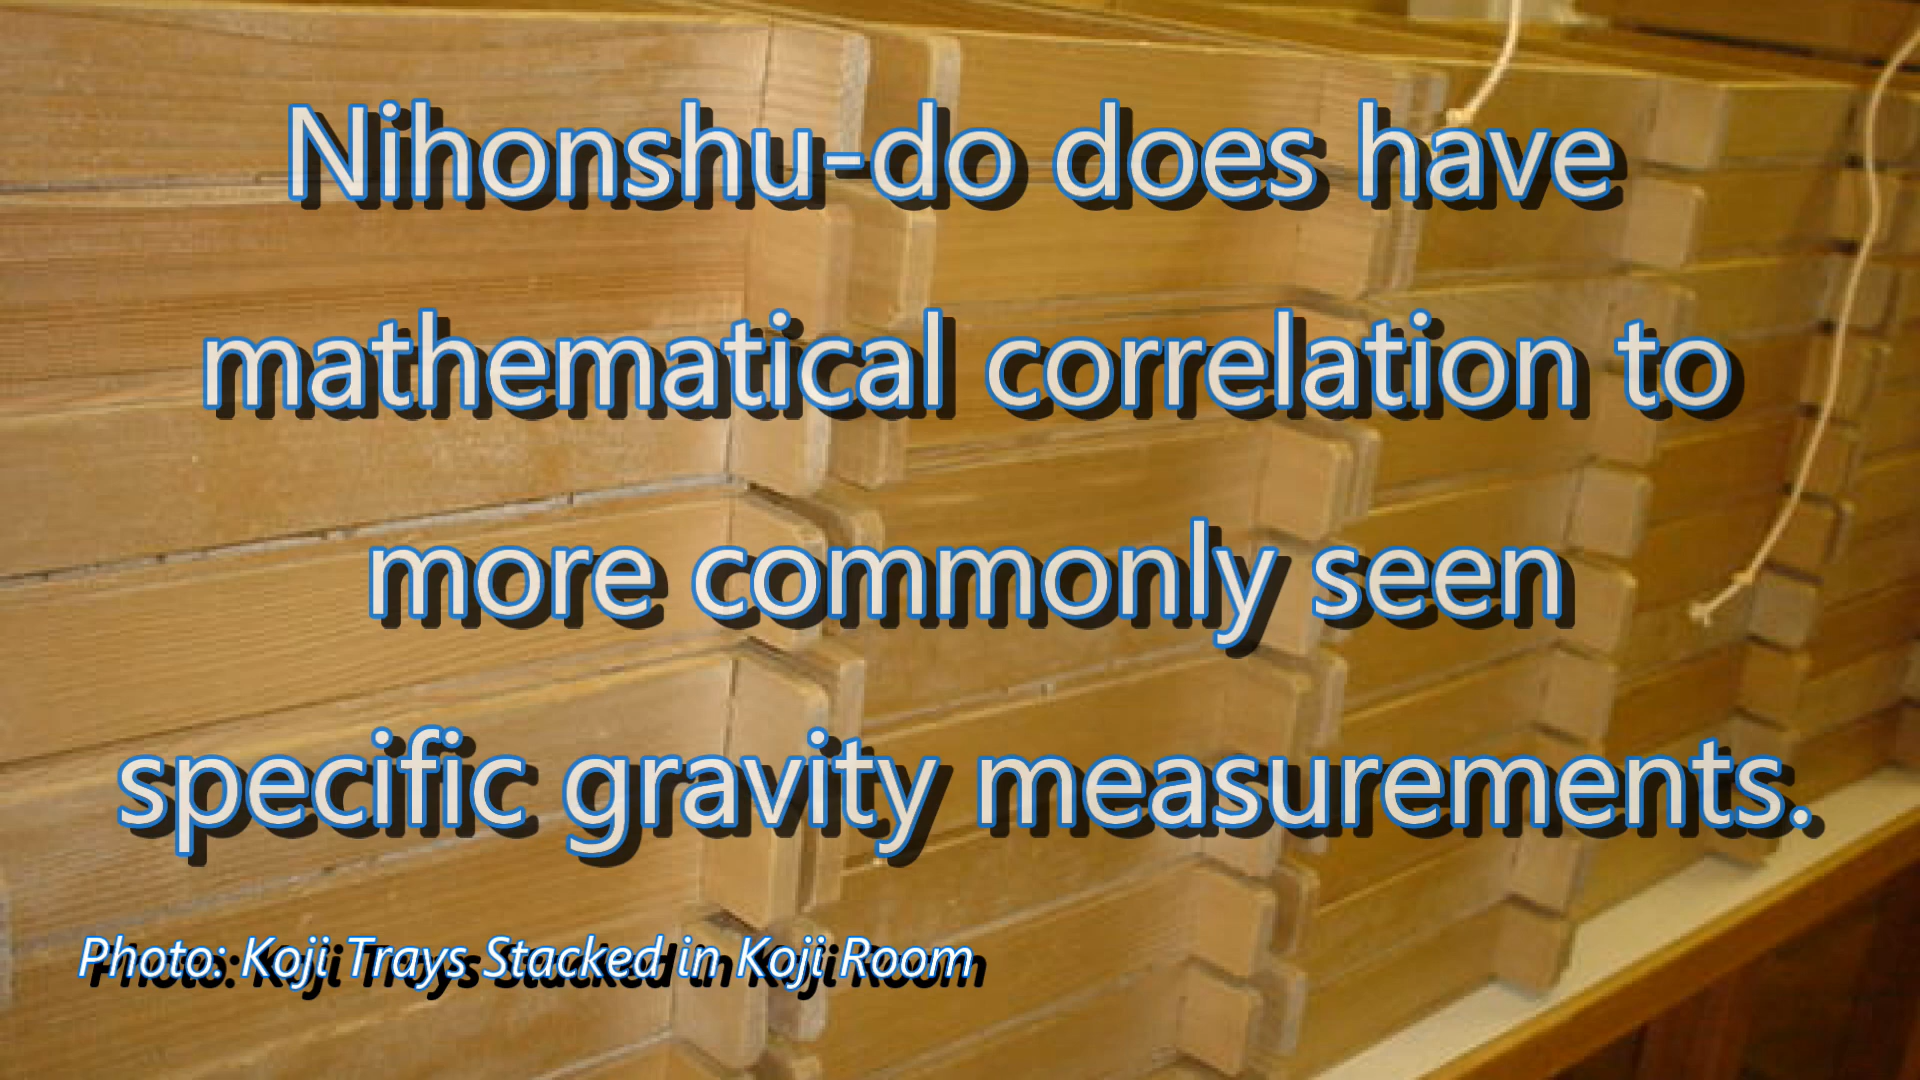 Nihonshu-do does have
mathematical correlation to
more commonly seen
specific gravity measurements.
Photo: Koji Trays Stacked in Koji Room